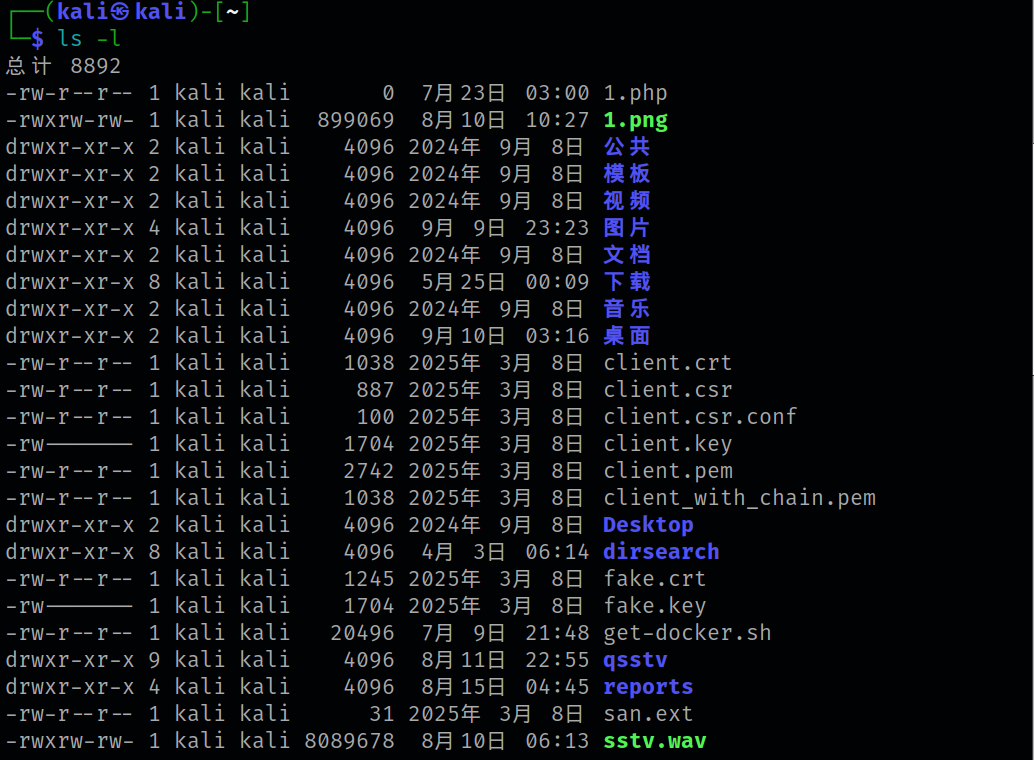 ┌──(kali㉿kali)-[~]
└─$ ls -l
总计 8892
-rw-r--r-- 1 kali kali       0  7月23日 03:00 1.php
-rwxrw-rw- 1 kali kali  899069  8月10日 10:27 1.png
drwxr-xr-x 2 kali kali    4096 2024年 9月 8日 公共
drwxr-xr-x 2 kali kali    4096 2024年 9月 8日 模板
drwxr-xr-x 2 kali kali    4096 2024年 9月 8日 视频
drwxr-xr-x 4 kali kali    4096  9月 9日 23:23 图片
drwxr-xr-x 2 kali kali    4096 2024年 9月 8日 文档
drwxr-xr-x 8 kali kali    4096  5月25日 00:09 下载
drwxr-xr-x 2 kali kali    4096 2024年 9月 8日 音乐
drwxr-xr-x 2 kali kali    4096  9月10日 03:16 桌面
-rw-r--r-- 1 kali kali    1038 2025年 3月 8日 client.crt
-rw-r--r-- 1 kali kali     887 2025年 3月 8日 client.csr
-rw-r--r-- 1 kali kali     100 2025年 3月 8日 client.csr.conf
-rw------- 1 kali kali    1704 2025年 3月 8日 client.key
-rw-r--r-- 1 kali kali    2742 2025年 3月 8日 client.pem
-rw-r--r-- 1 kali kali    1038 2025年 3月 8日 client_with_chain.pem
drwxr-xr-x 2 kali kali    4096 2024年 9月 8日 Desktop
drwxr-xr-x 8 kali kali    4096  4月 3日 06:14 dirsearch
-rw-r--r-- 1 kali kali    1245 2025年 3月 8日 fake.crt
-rw------- 1 kali kali    1704 2025年 3月 8日 fake.key
-rw-r--r-- 1 kali kali   20496  7月 9日 21:48 get-docker.sh
drwxr-xr-x 9 kali kali    4096  8月11日 22:55 qsstv
drwxr-xr-x 4 kali kali    4096  8月15日 04:45 reports
-rw-r--r-- 1 kali kali      31 2025年 3月 8日 san.ext
-rwxrw-rw- 1 kali kali 8089678  8月10日 06:13 sstv.wav